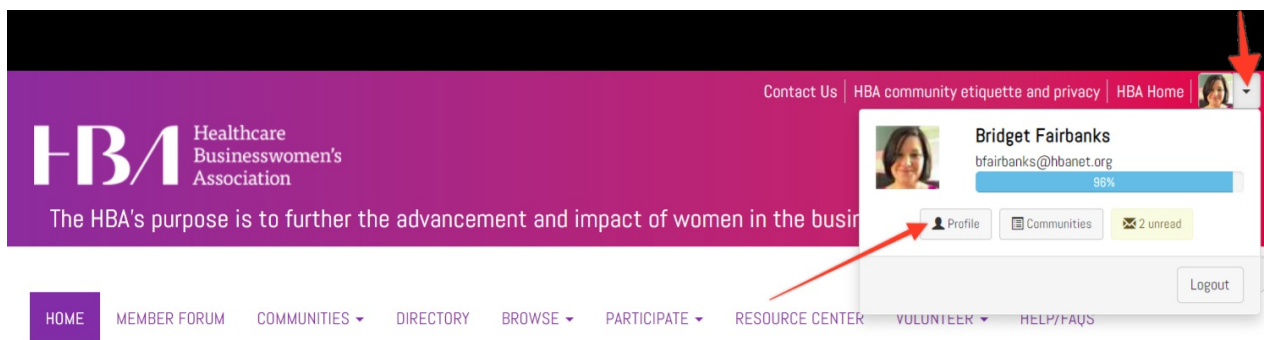 Contact Us | HBA community etiquette and privacy | HBA Home |
HBA
Healthcare
Businesswomen's
Association
The HBA's purpose is to further the advancement and impact of women in the busin
Bridget Fairbanks
bfairbanks@hbanet.org
96%
Profile
Communities
2 unread
Logout
HOME MEMBER FORUM COMMUNITIES DIRECTORY BROWSE PARTICIPATE RESOURCE CENTER VOLUNTEER HELP/FAQS